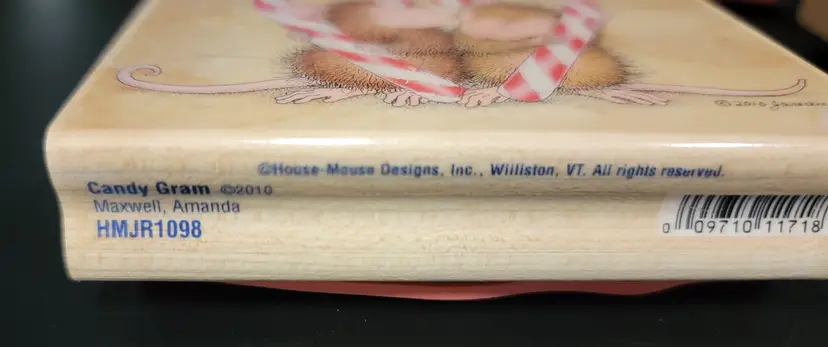 ©2010
©House-Mouse Designs, Inc., Williston, VT. All rights reserved.
Candy Gram ©2010
Maxwell, Amanda
HMJR1098
0 09710 11718